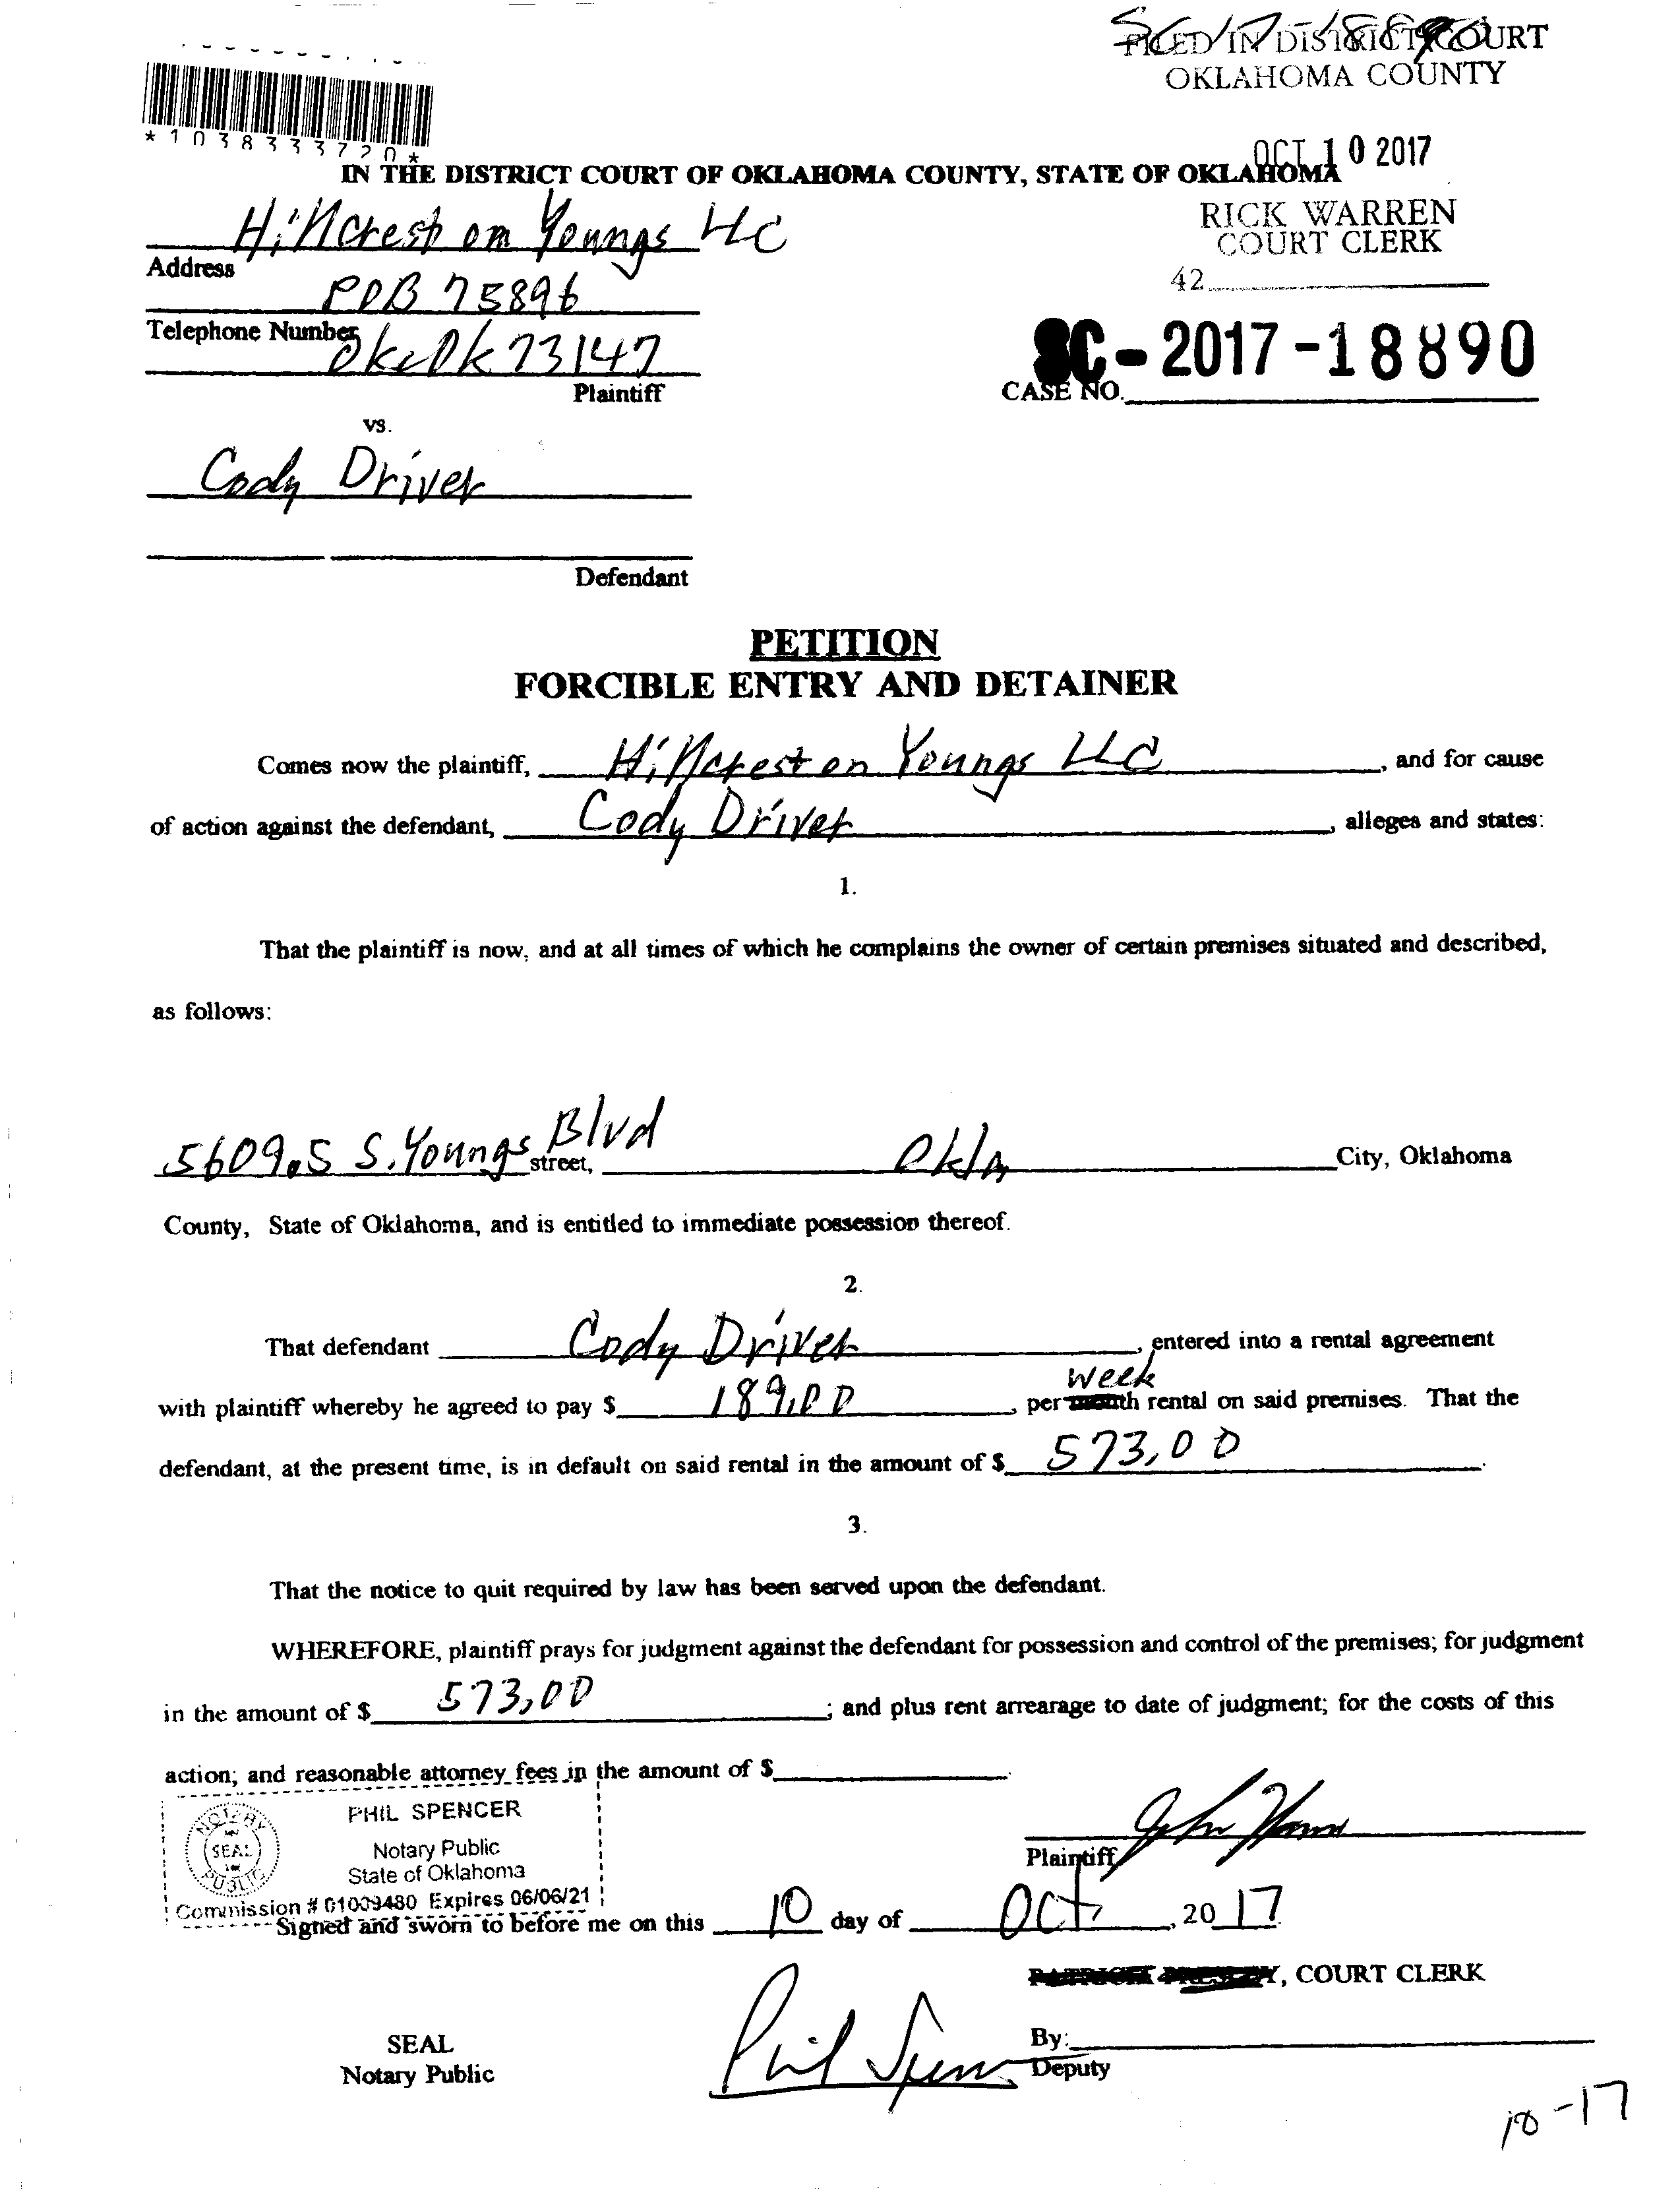 SC-17-18890
FILED IN DISTRICT COURT
OKLAHOMA COUNTY
*1038333720*
OCT 10 2017
IN THE DISTRICT COURT OF OKLAHOMA COUNTY, STATE OF OKLAHOMA
Hillcrest on Youngs LLC
RICK WARREN
COURT CLERK
Address
POB 75896
42
Telephone Number
Okc Ok 73147
SC-2017-18890
Plaintiff
CASE NO.
vs.
Cody Driver
Defendant
PETITION
FORCIBLE ENTRY AND DETAINER
Comes now the plaintiff, Hillcrest on Youngs LLC, and for cause
of action against the defendant, Cody Driver, alleges and states:
1.
That the plaintiff is now, and at all times of which he complains the owner of certain premises situated and described,
as follows:
5609.5 S. Youngs Blvd street, Okla City, Oklahoma
County, State of Oklahoma, and is entitled to immediate possession thereof.
2.
That defendant Cody Driver, entered into a rental agreement
week
with plaintiff whereby he agreed to pay $ 189.00, per month rental on said premises. That the
defendant, at the present time, is in default on said rental in the amount of $ 573,00.
3.
That the notice to quit required by law has been served upon the defendant.
WHEREFORE, plaintiff prays for judgment against the defendant for possession and control of the premises; for judgment
in the amount of $ 573,00; and plus rent arrearage to date of judgment; for the costs of this
action; and reasonable attorney fees in the amount of $
PHIL SPENCER
NOTARY PUBLIC
SEAL
Notary Public
State of Oklahoma
Commission # 01009480 Expires 06/06/21
John
Plaintiff
Signed and sworn to before me on this 10 day of Oct, 2017
PATRICIA PRESLEY, COURT CLERK
Phil Spencer
By:
SEAL
Deputy
Notary Public
10-17